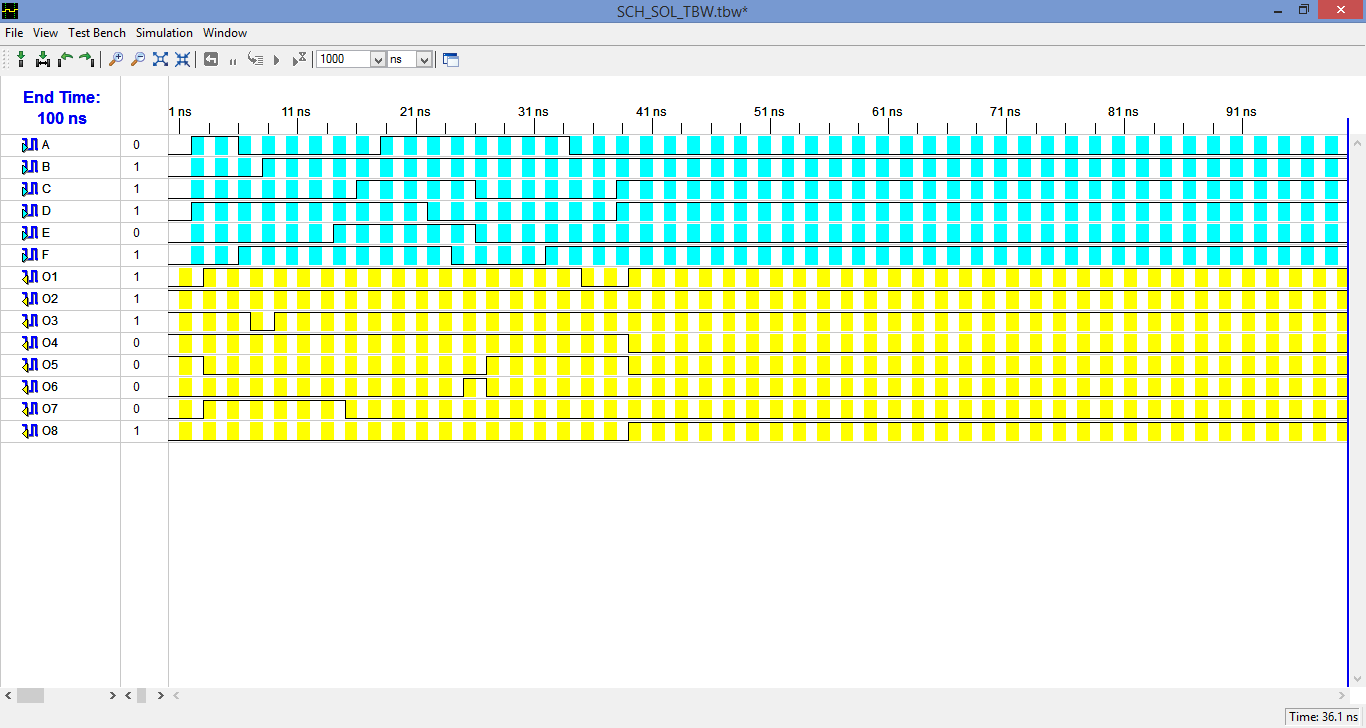 SCH_SOL_TBW.tbw*
File View Test Bench Simulation Window
1000 ns
End Time:
100 ns
1 ns 11 ns 21 ns 31 ns 41 ns 51 ns 61 ns 71 ns 81 ns 91 ns
A 0
B 1
C 1
D 1
E 0
F 1
O1 1
O2 1
O3 1
O4 0
O5 0
O6 0
O7 0
O8 1
Time: 36.1 ns